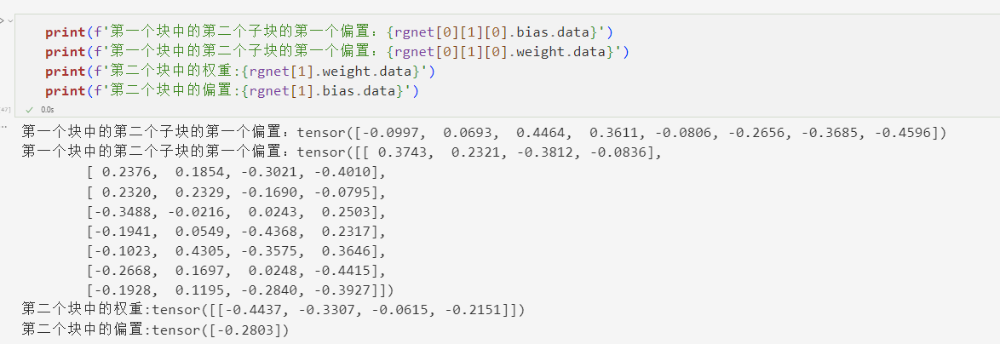 print(f'第一个块中的第二个子块的第一个偏置：{rgnet[0][1][0].bias.data}')
print(f'第一个块中的第二个子块的第一个偏置：{rgnet[0][1][0].weight.data}')
print(f'第二个块中的权重:{rgnet[1].weight.data}')
print(f'第二个块中的偏置:{rgnet[1].bias.data}')
[47]
✓ 0.0s
第一个块中的第二个子块的第一个偏置：tensor([-0.0997,  0.0693,  0.4464,  0.3611, -0.0806, -0.2656, -0.3685, -0.4596])
第一个块中的第二个子块的第一个偏置：tensor([[ 0.3743,  0.2321, -0.3812, -0.0836],
[ 0.2376,  0.1854, -0.3021, -0.4010],
[ 0.2320,  0.2329, -0.1690, -0.0795],
[-0.3488, -0.0216,  0.0243,  0.2503],
[-0.1941,  0.0549, -0.4368,  0.2317],
[-0.1023,  0.4305, -0.3575,  0.3646],
[-0.2668,  0.1697,  0.0248, -0.4415],
[-0.1928,  0.1195, -0.2840, -0.3927]])
第二个块中的权重:tensor([[-0.4437, -0.3307, -0.0615, -0.2151]])
第二个块中的偏置:tensor([-0.2803])